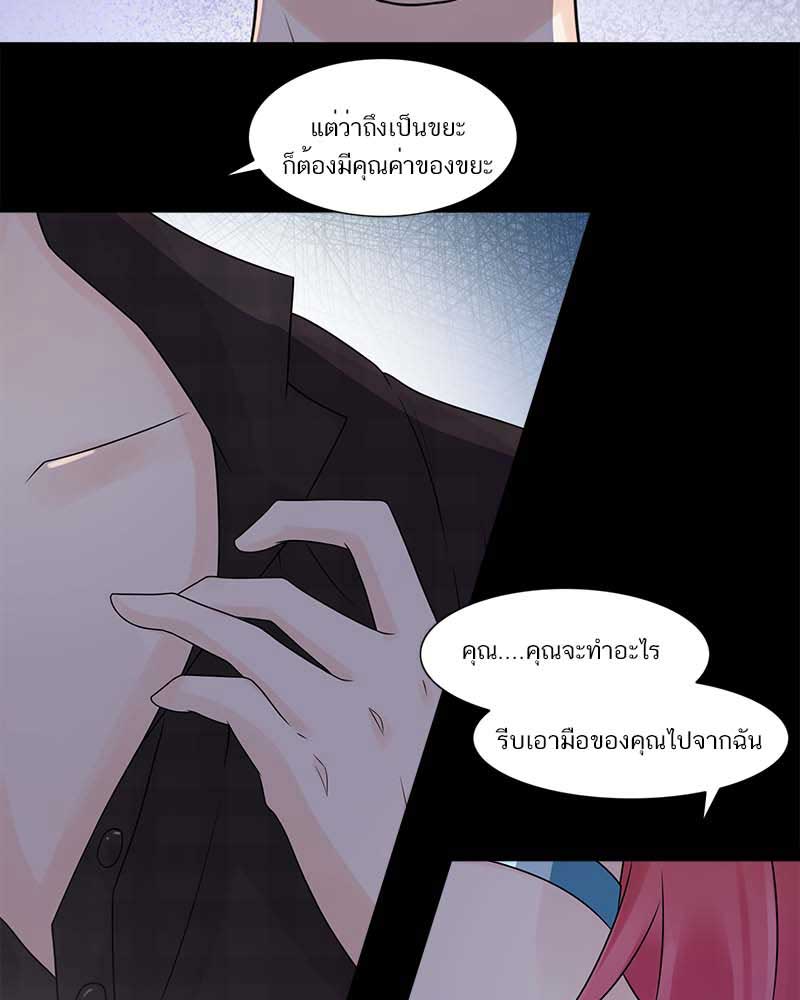 แต่ว่าถึงเป็นขยะ
ก็ต้องมีคุณค่าของขยะ
คุณ....คุณจะทำอะไร
รีบเอามือของคุณไปจากฉัน